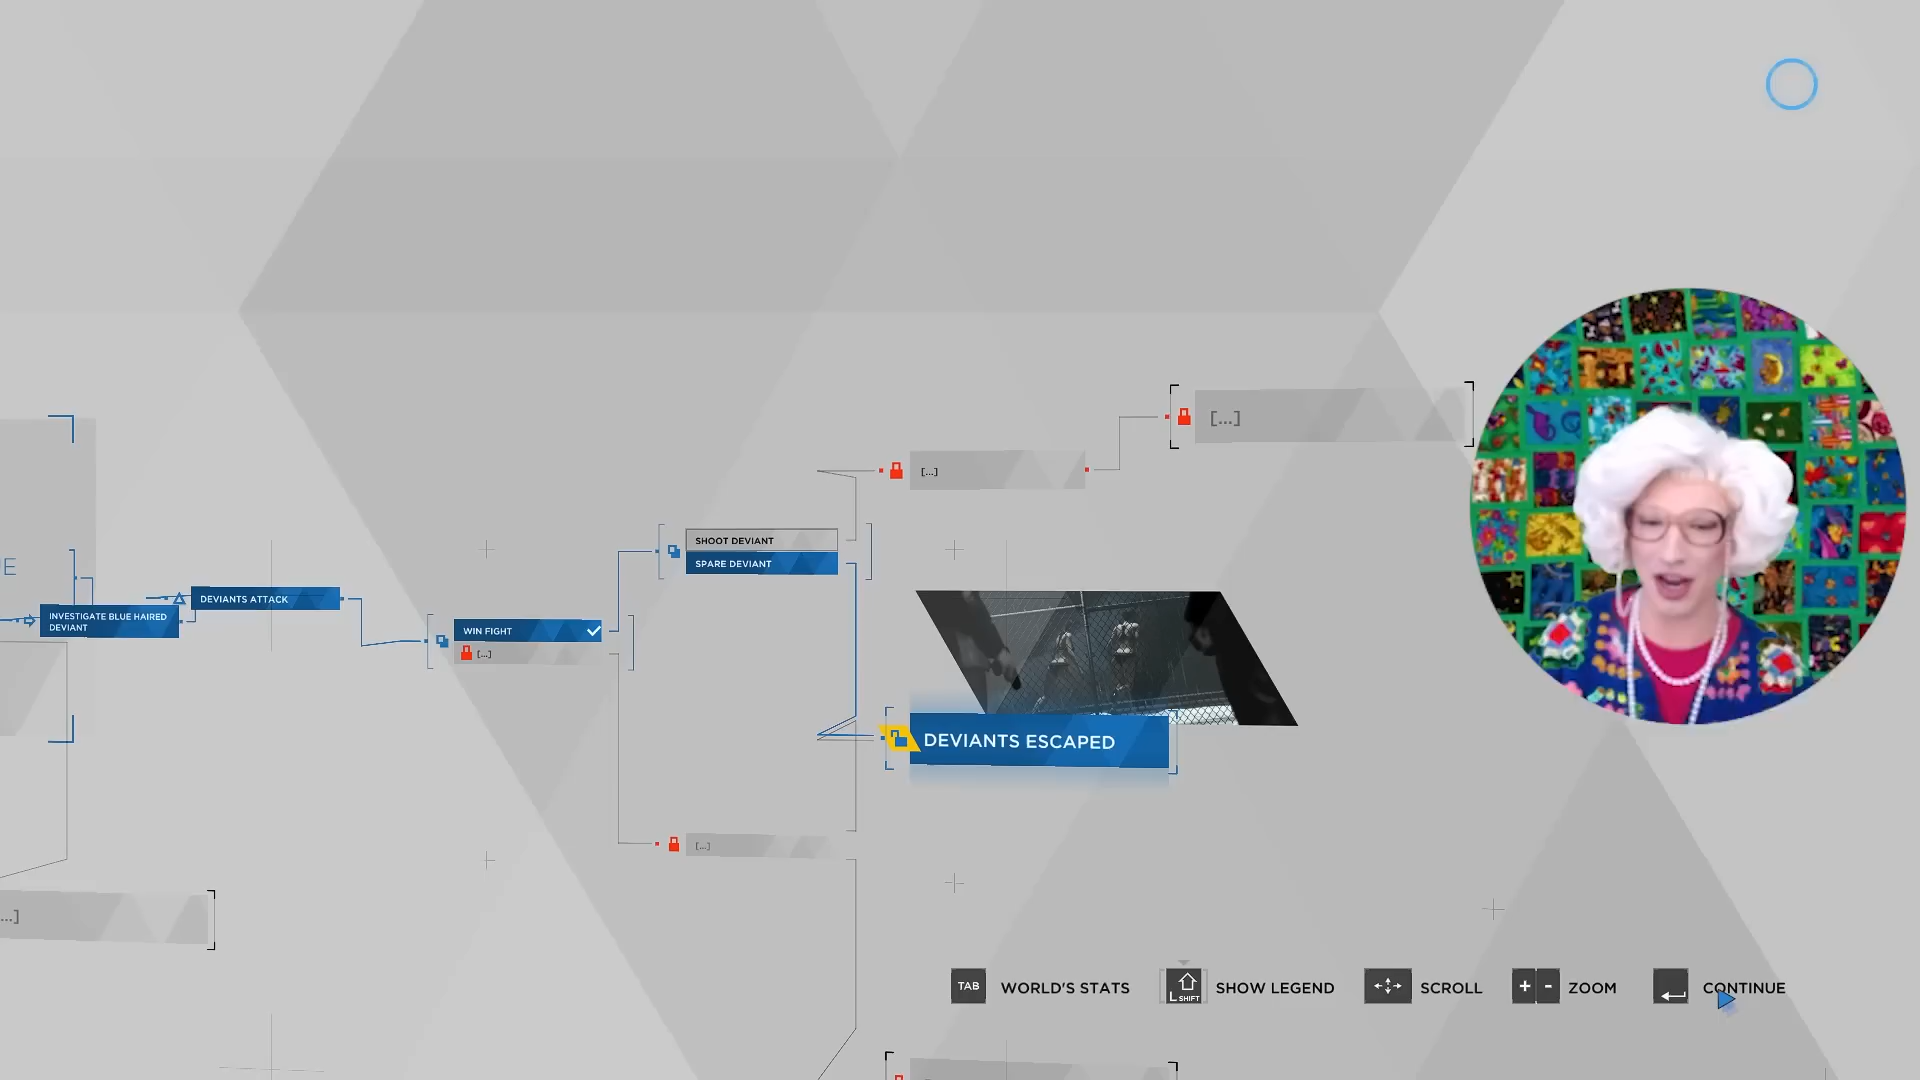 [...]
[...]
SHOOT DEVIANT
SPARE DEVIANT
E
DEVIANTS ATTACK
INVESTIGATE BLUE HAIRED
DEVIANT
WIN FIGHT
[...]
DEVIANTS ESCAPED
[...]
...]
TAB WORLD'S STATS
L SHIFT SHOW LEGEND
SCROLL
+ - ZOOM
CONTINUE